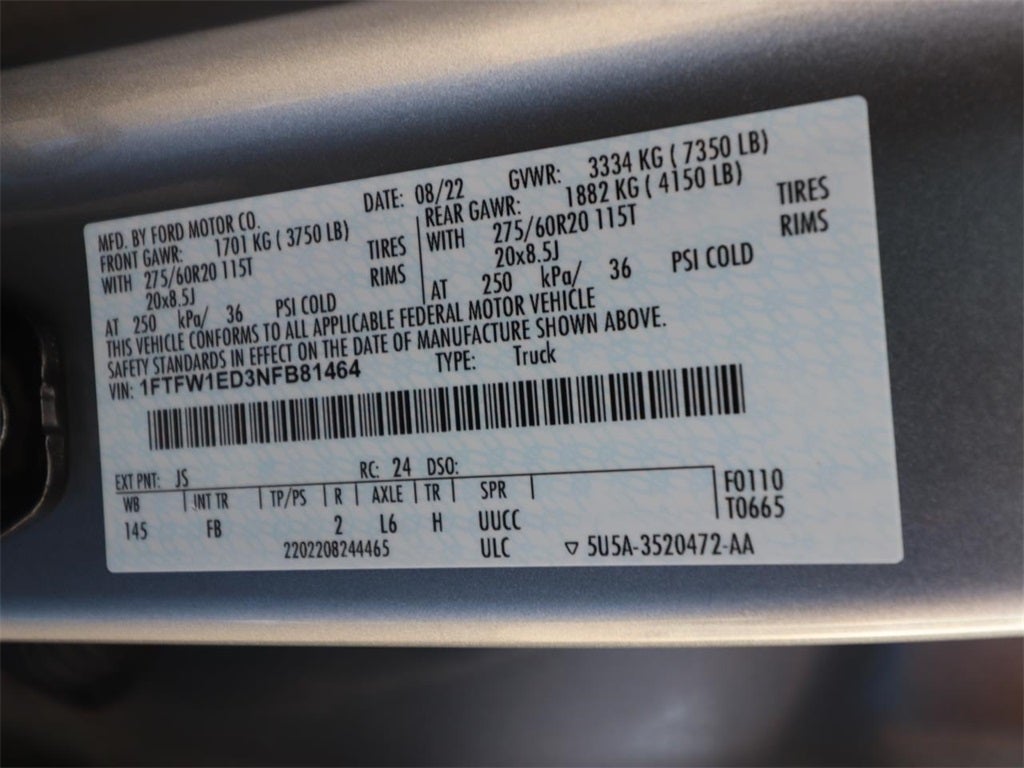 MFD. BY FORD MOTOR CO. DATE: 08/22 GVWR: 3334 KG ( 7350 LB)
FRONT GAWR: 1701 KG ( 3750 LB) REAR GAWR: 1882 KG ( 4150 LB)
WITH 275/60R20 115T TIRES WITH 275/60R20 115T TIRES
20x8.5J RIMS 20x8.5J RIMS
AT 250 kPa/ 36 PSI COLD AT 250 kPa/ 36 PSI COLD
THIS VEHICLE CONFORMS TO ALL APPLICABLE FEDERAL MOTOR VEHICLE
SAFETY STANDARDS IN EFFECT ON THE DATE OF MANUFACTURE SHOWN ABOVE.
VIN: 1FTFW1ED3NFB81464 TYPE: Truck
EXT PNT: JS RC: 24 DSO:
WB INT TR TP/PS R AXLE TR SPR F0110
145 FB 2 L6 H UUCC T0665
2202208244465 ULC ▽ 5U5A-3520472-AA